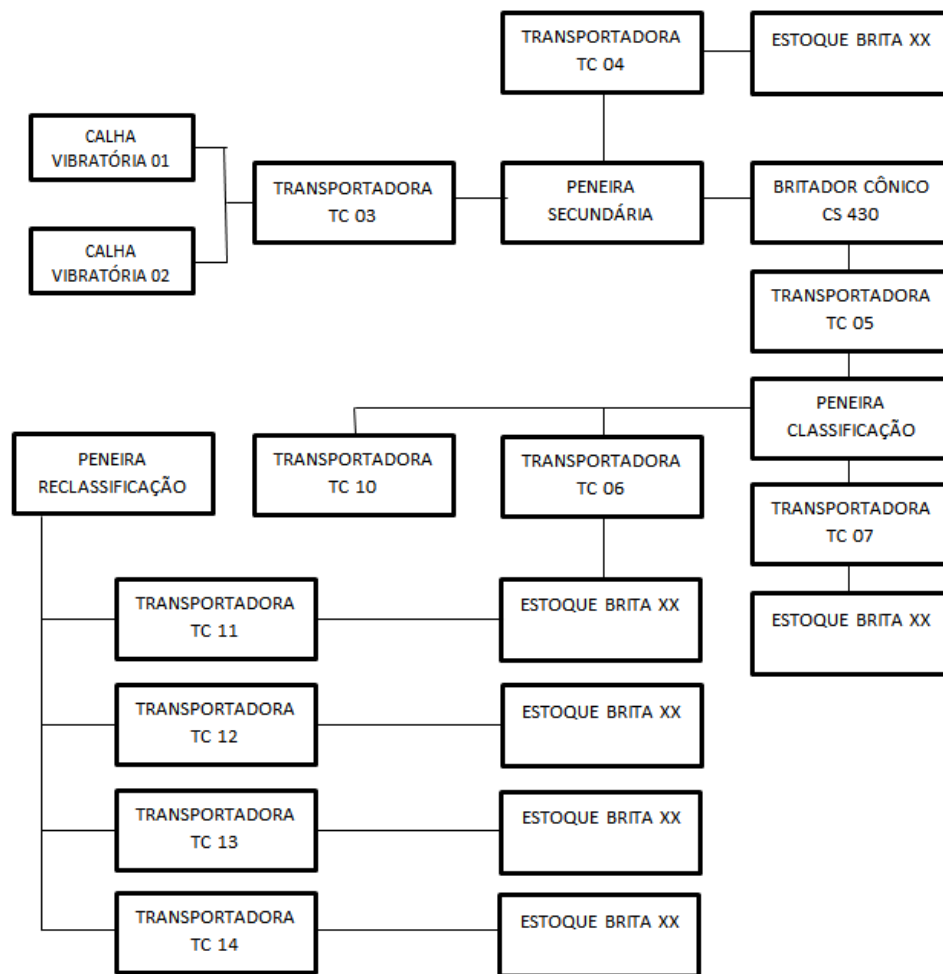 TRANSPORTADORA
TC 04
ESTOQUE BRITA XX
CALHA
VIBRATÓRIA 01
TRANSPORTADORA
TC 03
PENEIRA
SECUNDÁRIA
BRITADOR CÔNICO
CS 430
CALHA
VIBRATÓRIA 02
TRANSPORTADORA
TC 05
PENEIRA
CLASSIFICAÇÃO
PENEIRA
RECLASSIFICAÇÃO
TRANSPORTADORA
TC 10
TRANSPORTADORA
TC 06
TRANSPORTADORA
TC 07
TRANSPORTADORA
TC 11
ESTOQUE BRITA XX
ESTOQUE BRITA XX
TRANSPORTADORA
TC 12
ESTOQUE BRITA XX
TRANSPORTADORA
TC 13
ESTOQUE BRITA XX
TRANSPORTADORA
TC 14
ESTOQUE BRITA XX